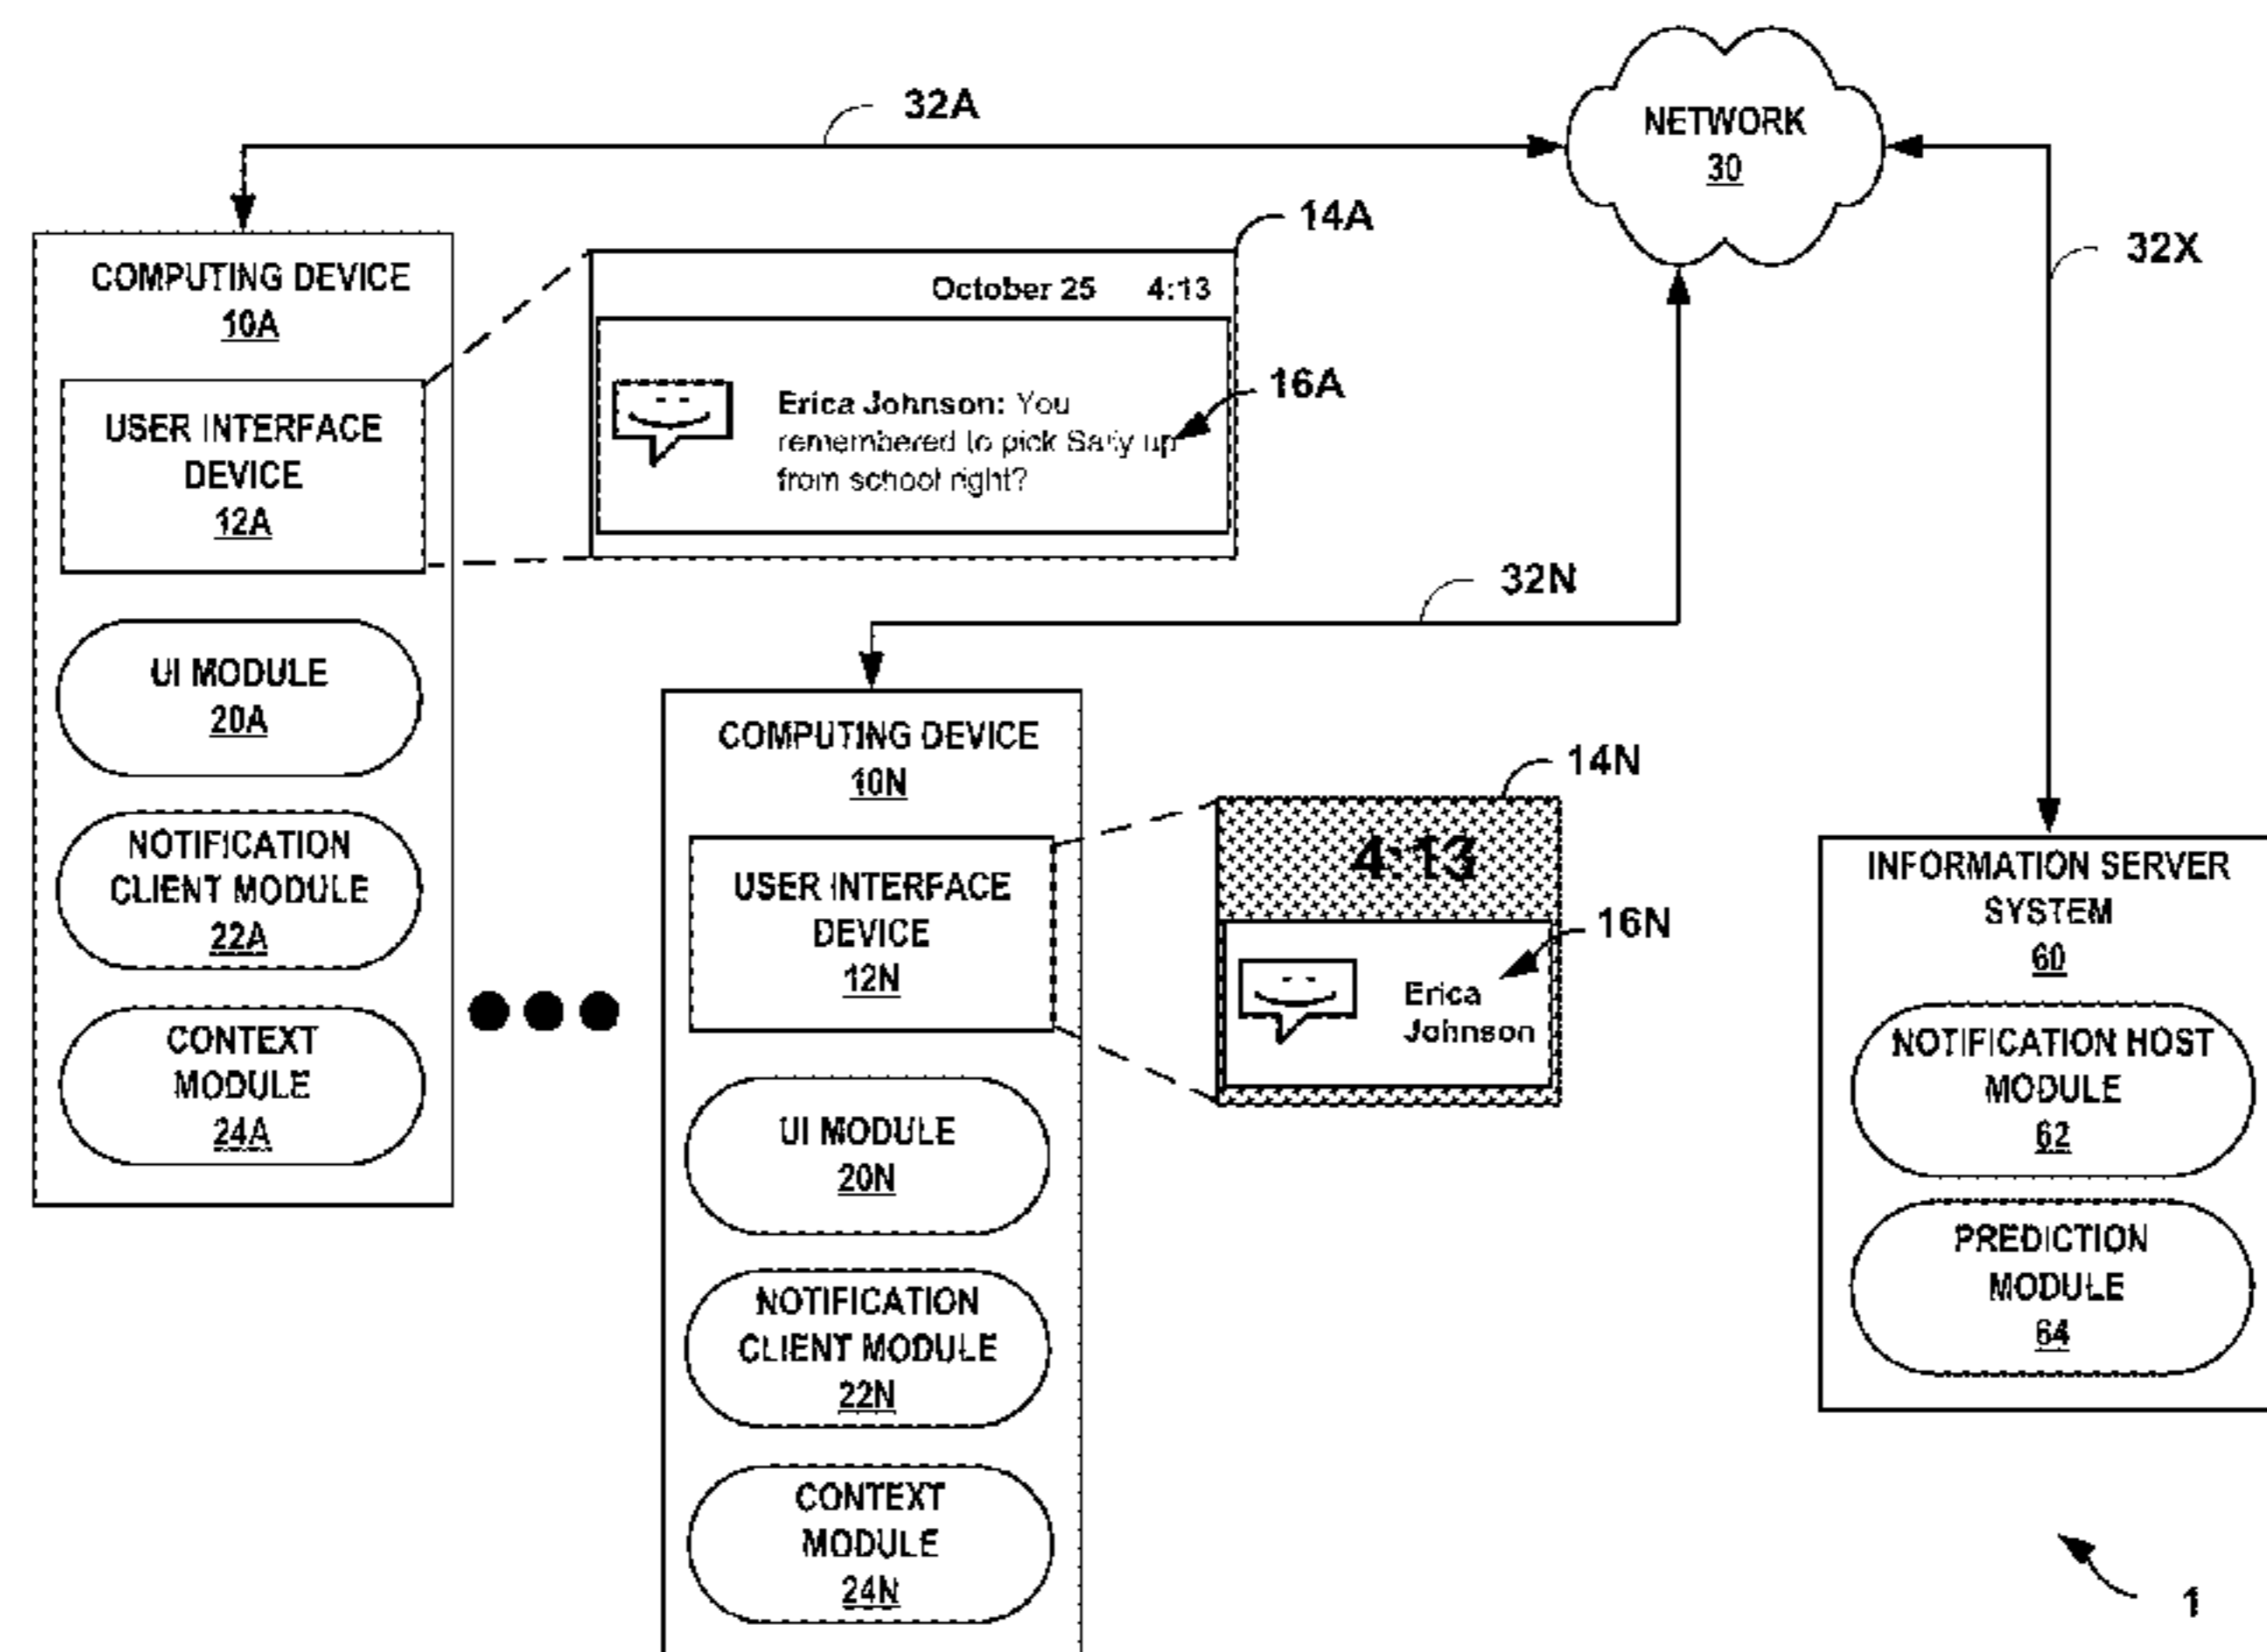 32A
NETWORK
30
14A
32X
COMPUTING DEVICE
10A
October 25 4:13
USER INTERFACE
DEVICE
12A
16A
Erica Johnson: You
remembered to pick Sally up
from school right?
32N
UI MODULE
20A
NOTIFICATION
CLIENT MODULE
22A
CONTEXT
MODULE
24A
COMPUTING DEVICE
10N
USER INTERFACE
DEVICE
12N
14N
4:13
16N
Erica
Johnson
UI MODULE
20N
NOTIFICATION
CLIENT MODULE
22N
CONTEXT
MODULE
24N
INFORMATION SERVER
SYSTEM
60
NOTIFICATION HOST
MODULE
62
PREDICTION
MODULE
64
1